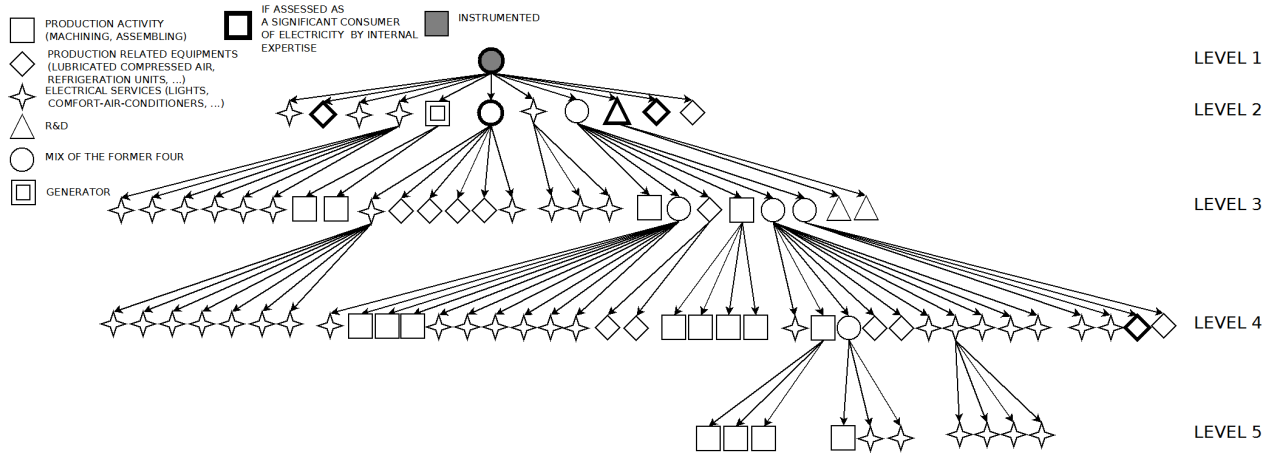 PRODUCTION ACTIVITY
(MACHINING, ASSEMBLING)
IF ASSESSED AS
A SIGNIFICANT CONSUMER
OF ELECTRICITY BY INTERNAL
EXPERTISE
INSTRUMENTED
PRODUCTION RELATED EQUIPMENTS
(LUBRICATED COMPRESSED AIR,
REFRIGERATION UNITS, ...)
ELECTRICAL SERVICES (LIGHTS,
COMFORT-AIR-CONDITIONERS, ...)
R&D
MIX OF THE FORMER FOUR
GENERATOR
LEVEL 1
LEVEL 2
LEVEL 3
LEVEL 4
LEVEL 5